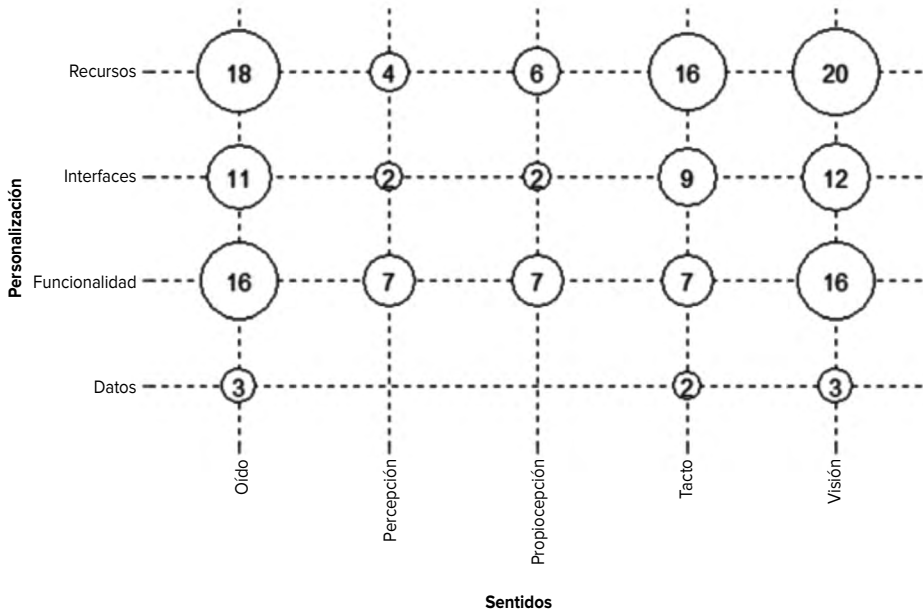 Recursos 18 4 6 16 20
Interfaces 11 2 2 9 12
Funcionalidad 16 7 7 7 16
Datos 3 2 3
Personalización
Oído
Percepción
Propiocepción
Tacto
Visión
Sentidos